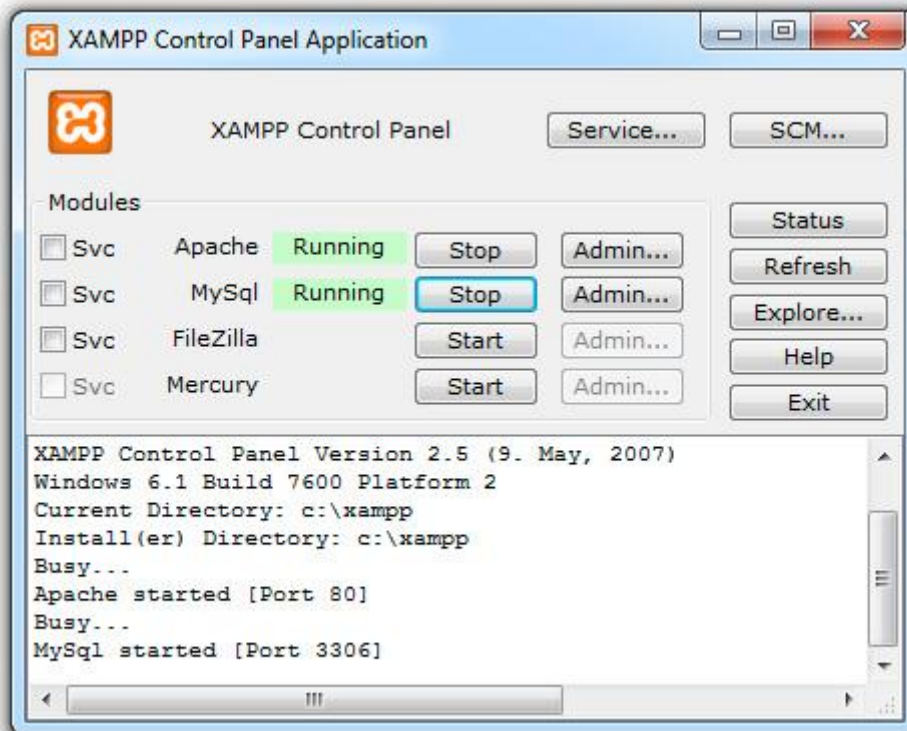 XAMPP Control Panel Application
XAMPP Control Panel Service... SCM...
Modules
Svc Apache Running Stop Admin...
Svc MySql Running Stop Admin...
Svc FileZilla Start Admin...
Svc Mercury Start Admin...
Status
Refresh
Explore...
Help
Exit
XAMPP Control Panel Version 2.5 (9. May, 2007)
Windows 6.1 Build 7600 Platform 2
Current Directory: c:\xampp
Install(er) Directory: c:\xampp
Busy...
Apache started [Port 80]
Busy...
MySql started [Port 3306]